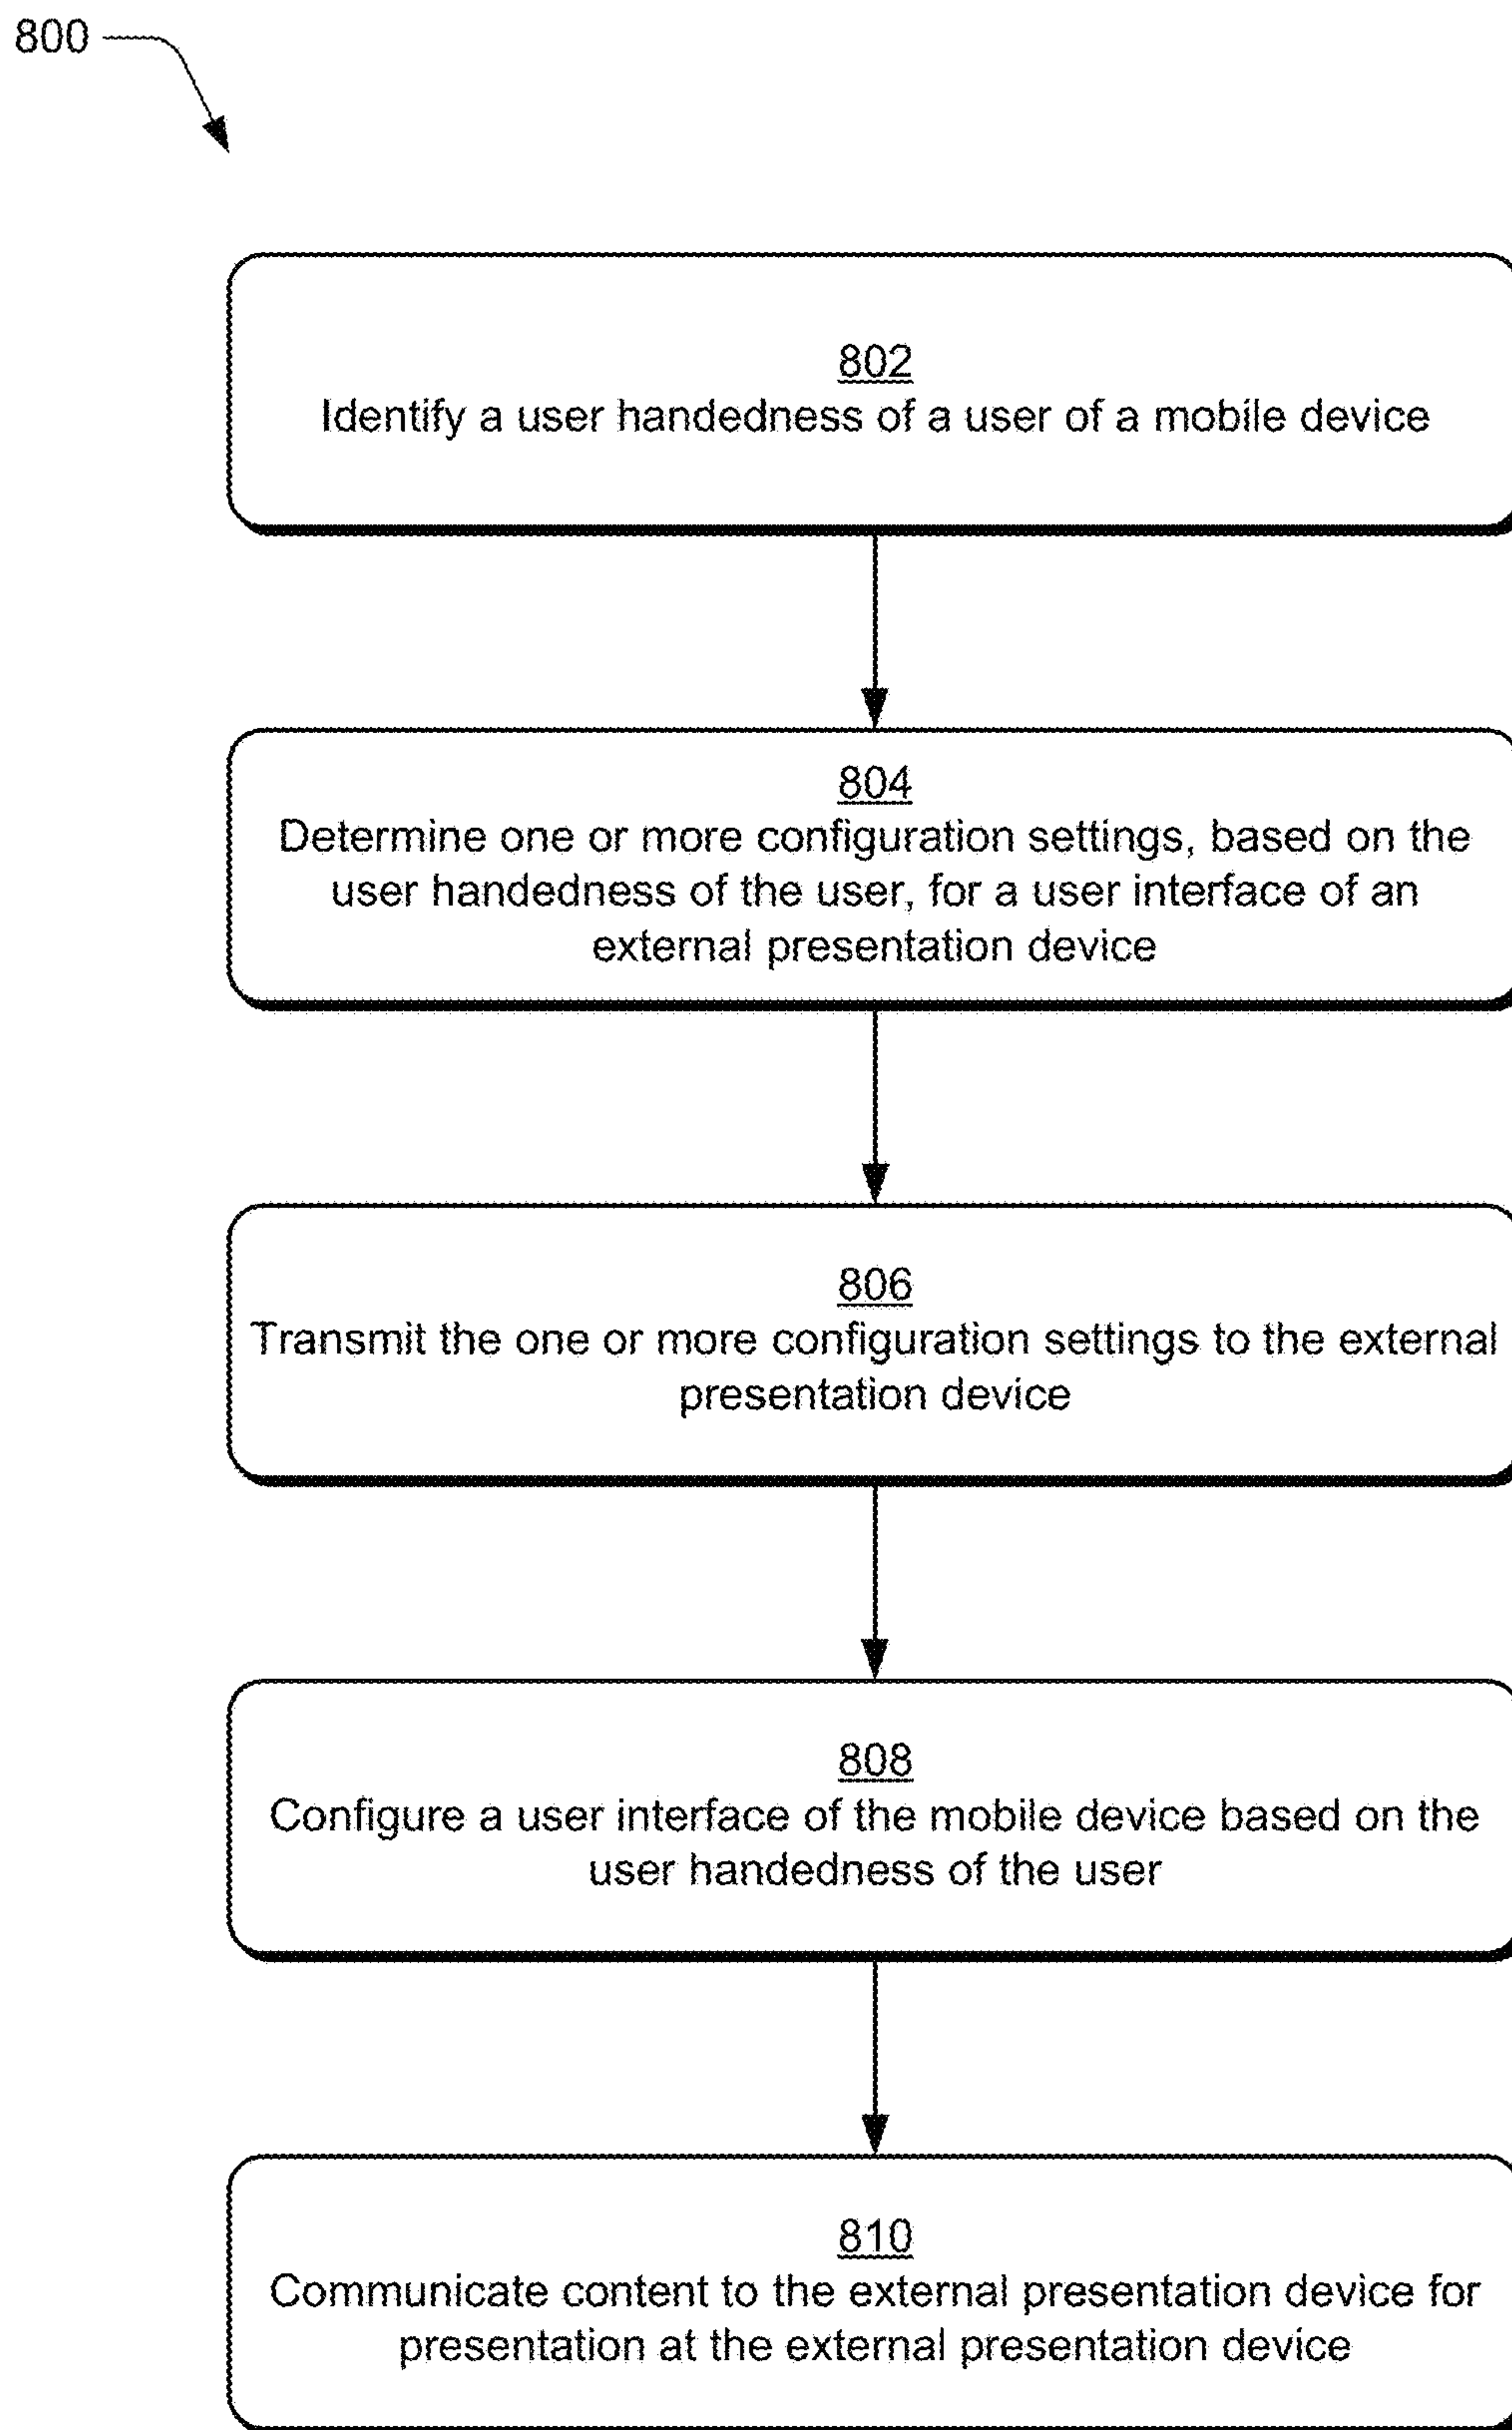 800
802
Identify a user handedness of a user of a mobile device
804
Determine one or more configuration settings, based on the
user handedness of the user, for a user interface of an
external presentation device
806
Transmit the one or more configuration settings to the external
presentation device
808
Configure a user interface of the mobile device based on the
user handedness of the user
810
Communicate content to the external presentation device for
presentation at the external presentation device